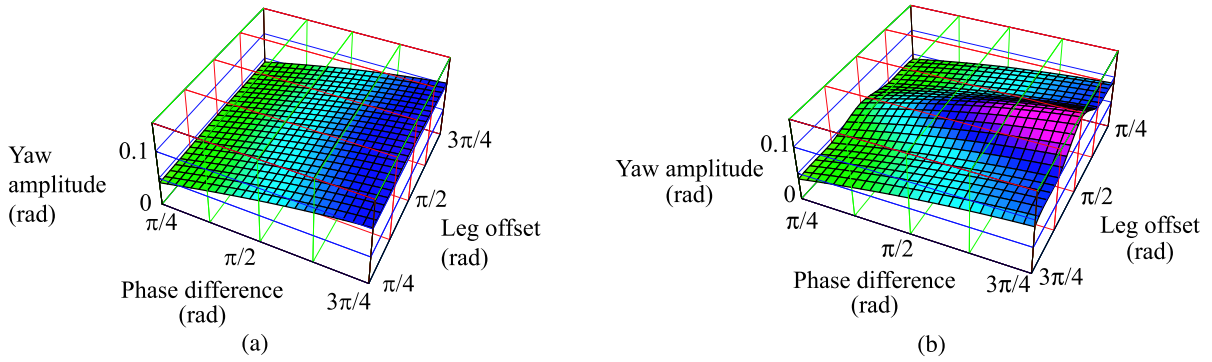 Yaw
amplitude
(rad)
0.1
0
π/4
π/2
3π/4
Phase difference
(rad)
π/4
π/2
3π/4
Leg offset
(rad)
(a)
Yaw amplitude
(rad)
0.1
0
π/4
π/2
3π/4
Phase difference
(rad)
3π/4
π/2
π/4
Leg offset
(rad)
(b)